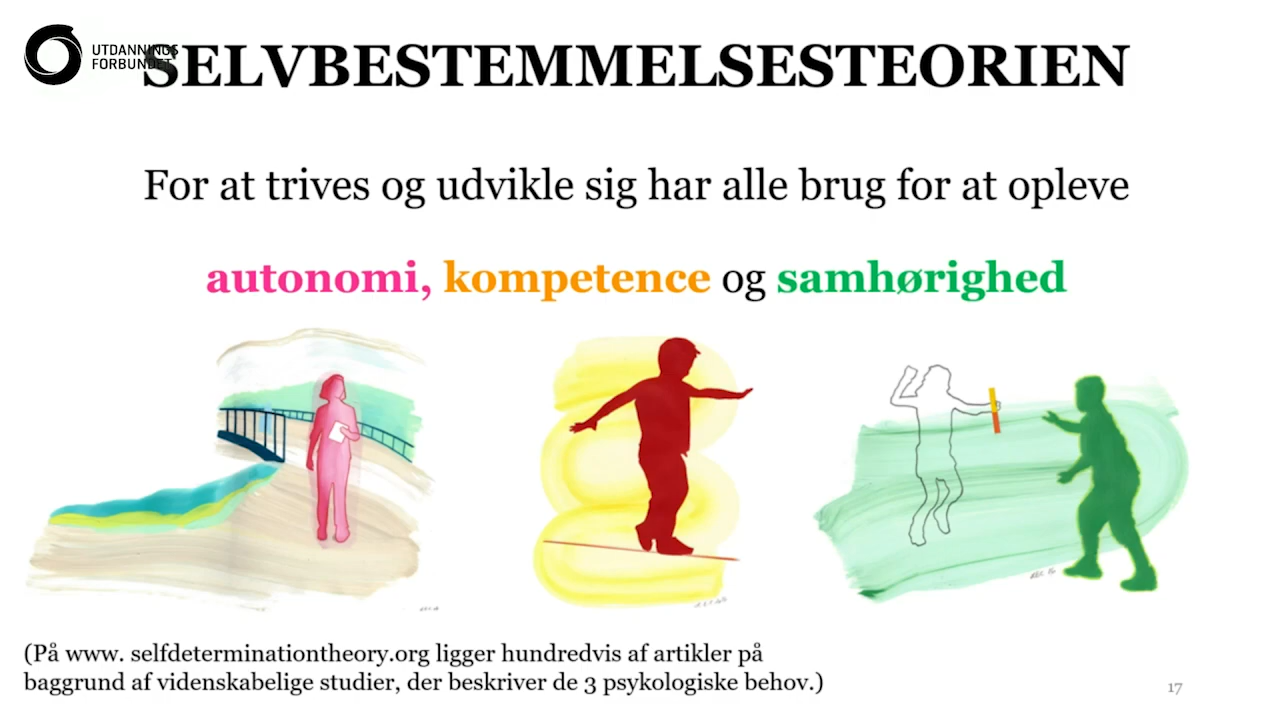 UTDANNINGS
FORBUNDET
SELVBESTEMMELSESTEORIEN
For at trives og udvikle sig har alle brug for at opleve
autonomi, kompetence og samhørighed
(På www. selfdeterminationtheory.org ligger hundredvis af artikler på
baggrund af videnskabelige studier, der beskriver de 3 psykologiske behov.)
17